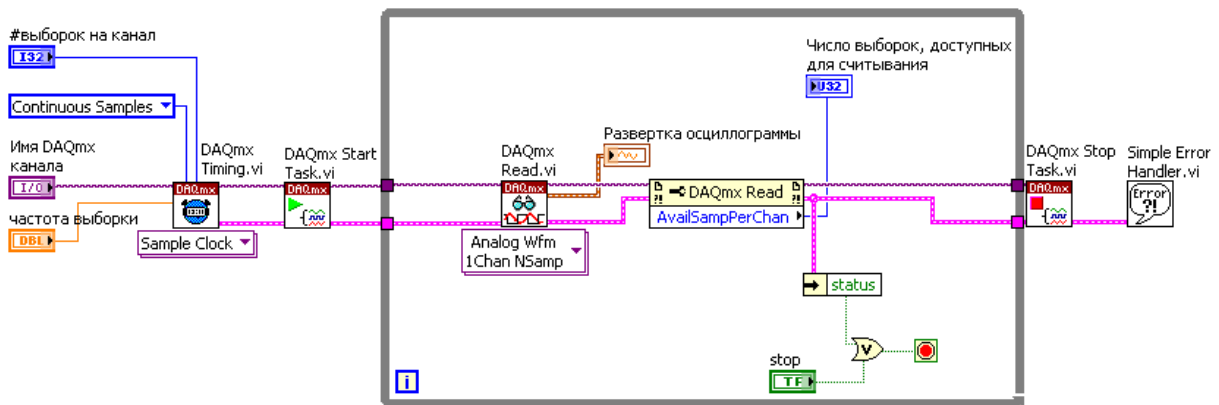 #выборок на канал
I32
Continuous Samples
Имя DAQmx
канала
I/O
частота выборки
DBL
DAQmx
Timing.vi
DAQmx
Sample Clock
DAQmx Start
Task.vi
DAQmx
DAQmx
Read.vi
DAQmx
Analog Wfm
1Chan NSamp
Развертка осциллограммы
DAQmx Read
?!
?!
AvailSampPerChan
Число выборок, доступных
для считывания
U32
status
V
stop
TF
i
DAQmx Stop
Task.vi
DAQmx
Simple Error
Handler.vi
Error
?!